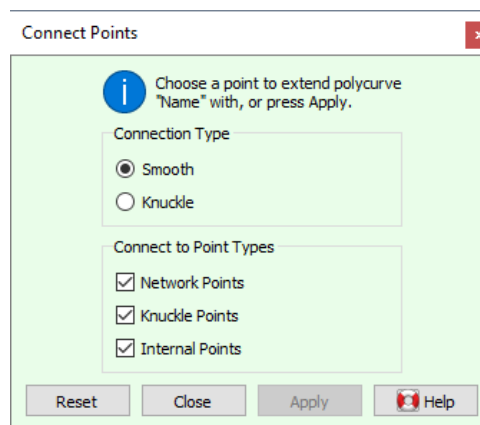 Connect Points
Choose a point to extend polycurve
"Name" with, or press Apply.
Connection Type
Smooth
Knuckle
Connect to Point Types
Network Points
Knuckle Points
Internal Points
Reset Close Apply Help